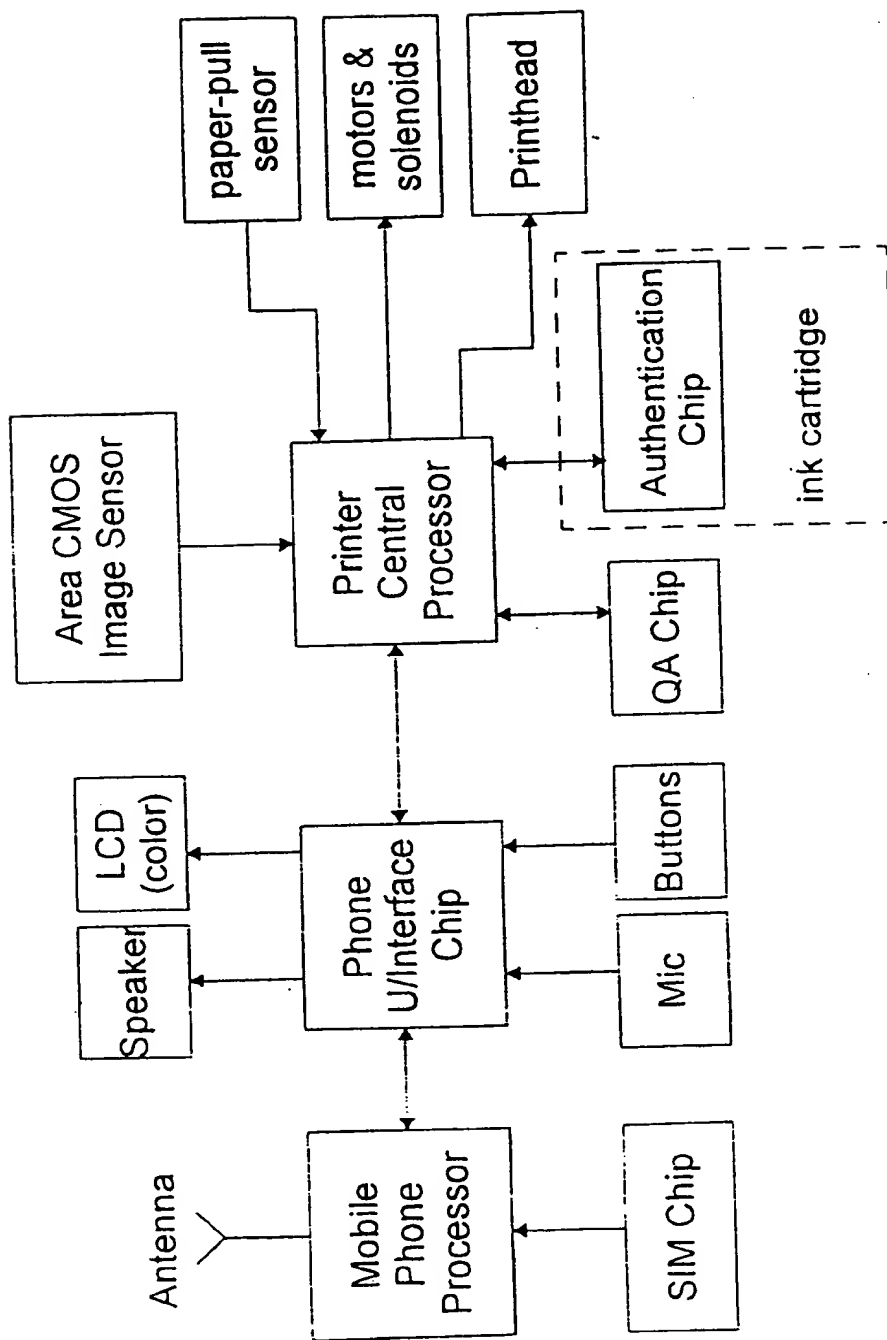 Antenna
Mobile
Phone
Processor
SIM Chip
Speaker
LCD
(color)
Phone
U/Interface
Chip
Mic
Buttons
Area CMOS
Image Sensor
Printer
Central
Processor
QA Chip
Authentication
Chip
ink cartridge
paper-pull
sensor
motors &
solenoids
Printhead